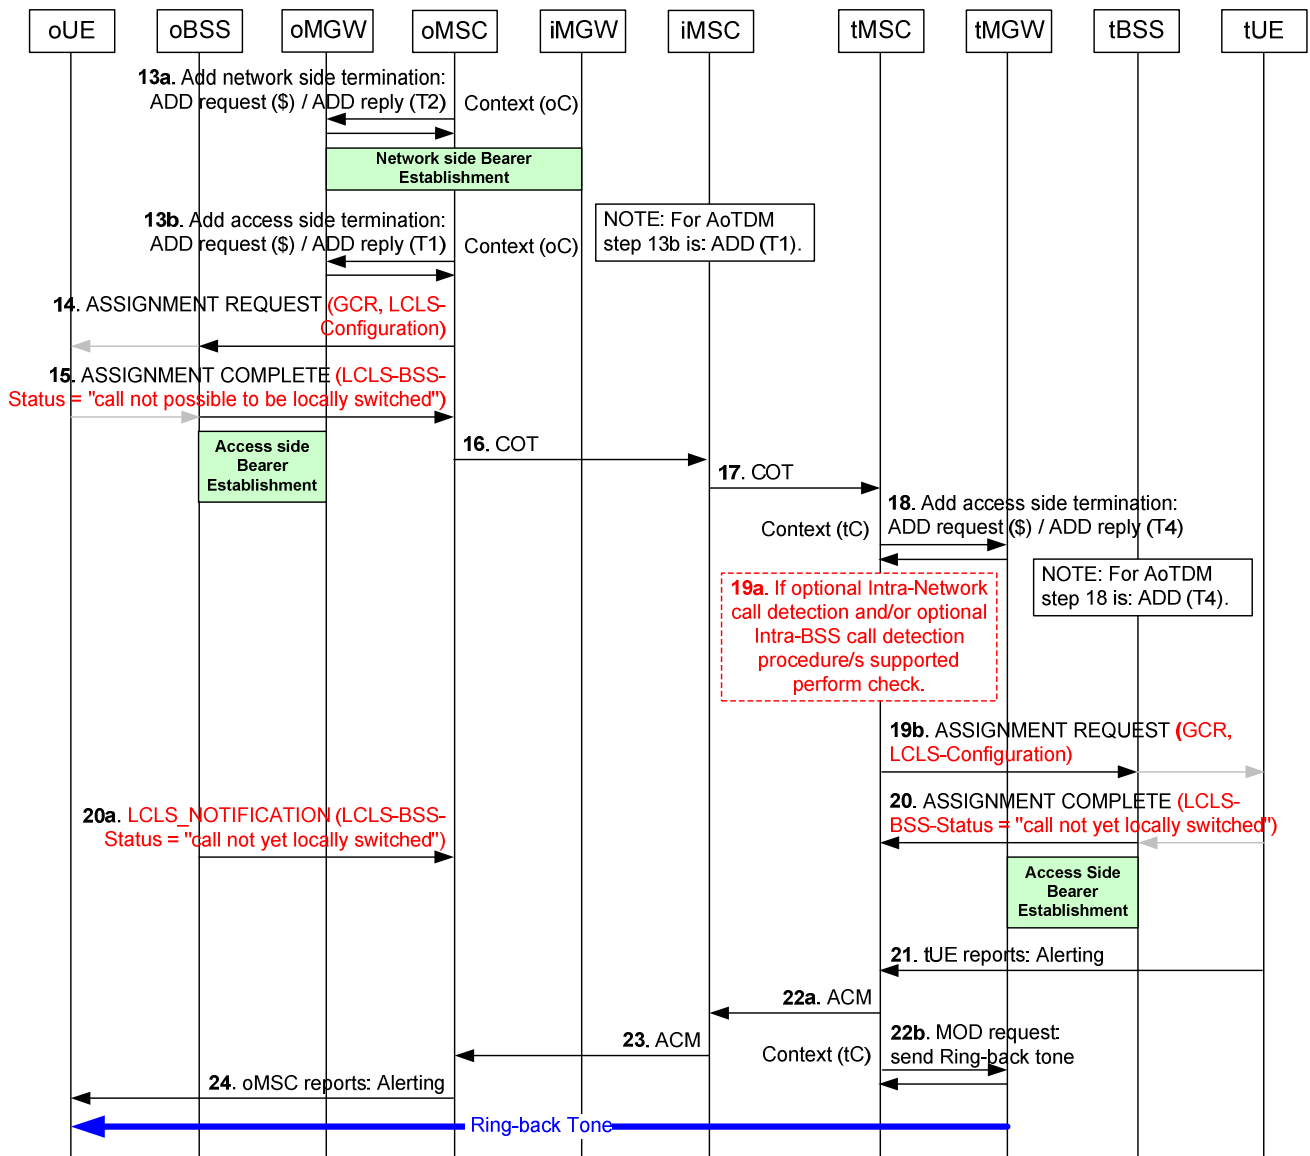 oUE oBSS oMGW oMSC iMGW iMSC tMSC tMGW tBSS tUE
13a. Add network side termination:
ADD request ($) / ADD reply (T2)
Context (oC)
Network side Bearer
Establishment
13b. Add access side termination:
ADD request ($) / ADD reply (T1)
Context (oC)
NOTE: For AoTDM
step 13b is: ADD (T1).
14. ASSIGNMENT REQUEST (GCR, LCLS-
Configuration)
15. ASSIGNMENT COMPLETE (LCLS-BSS-
Status = "call not possible to be locally switched")
Access side
Bearer
Establishment
16. COT
17. COT
18. Add access side termination:
ADD request ($) / ADD reply (T4)
Context (tC)
NOTE: For AoTDM
step 18 is: ADD (T4).
19a. If optional Intra-Network
call detection and/or optional
Intra-BSS call detection
procedure/s supported
perform check.
19b. ASSIGNMENT REQUEST (GCR,
LCLS-Configuration)
20a. LCLS_NOTIFICATION (LCLS-BSS-
Status = "call not yet locally switched")
20. ASSIGNMENT COMPLETE (LCLS-
BSS-Status = "call not yet locally switched")
Access Side
Bearer
Establishment
21. tUE reports: Alerting
22a. ACM
22b. MOD request:
send Ring-back tone
Context (tC)
23. ACM
24. oMSC reports: Alerting
Ring-back Tone